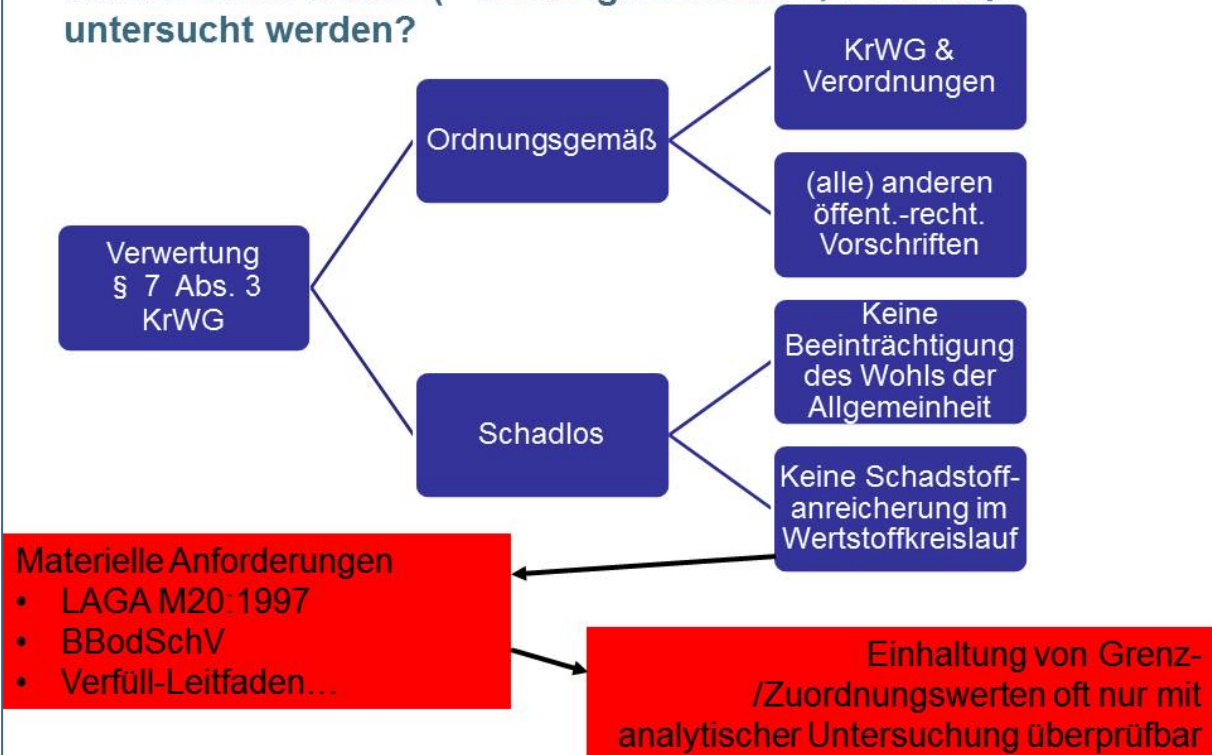 untersucht werden?
KrWG &
Verordnungen
Ordnungsgemäß
(alle) anderen
öffent.-recht.
Vorschriften
Verwertung
§ 7 Abs. 3
KrWG
Keine
Beeinträchtigung
des Wohls der
Allgemeinheit
Schadlos
Keine Schadstoff-
anreicherung im
Wertstoffkreislauf
Materielle Anforderungen
• LAGA M20:1997
• BBodSchV
• Verfüll-Leitfaden...
Einhaltung von Grenz-
/Zuordnungswerten oft nur mit
analytischer Untersuchung überprüfbar